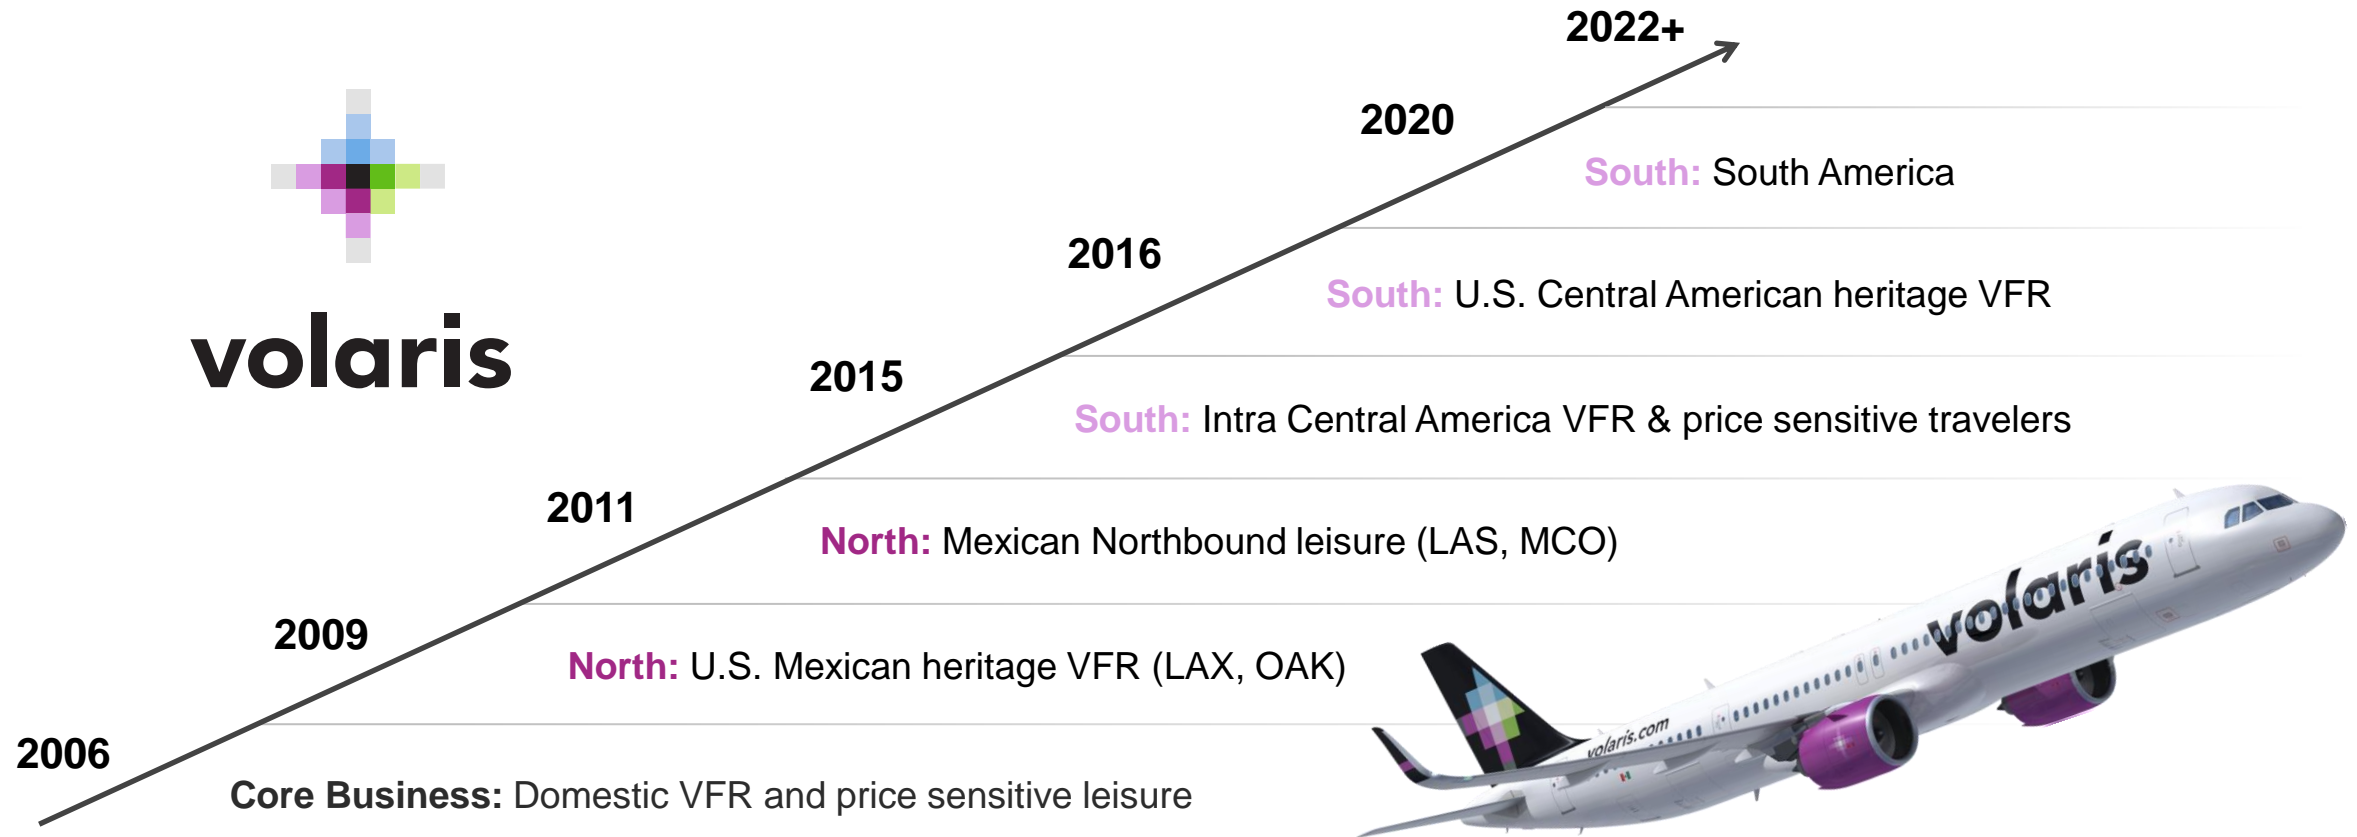 2022+
2020
South: South America
2016
South: U.S. Central American heritage VFR
volaris
2015
South: Intra Central America VFR & price sensitive travelers
2011
North: Mexican Northbound leisure (LAS, MCO)
volaris
2009
North: U.S. Mexican heritage VFR (LAX, OAK)
volaris.com
2006
Core Business: Domestic VFR and price sensitive leisure